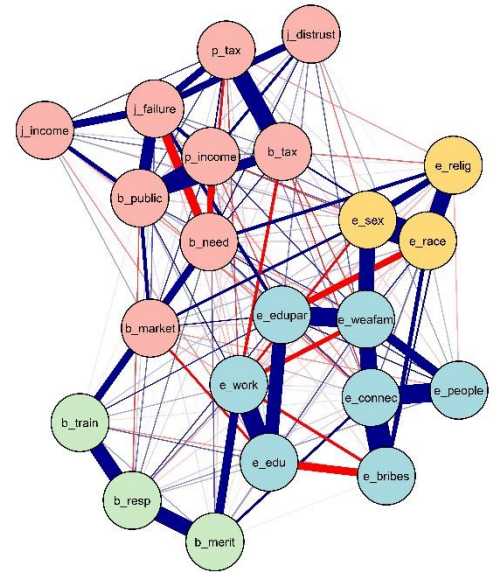 j_distrust
p_tax
j_failure
j_income
p_income
b_tax
e_relig
b_public
e_sex
b_need
e_race
e_edupar
e_weafam
b_market
e_work
e_connec
e_people
b_train
e_edu
e_bribes
b_resp
b_merit